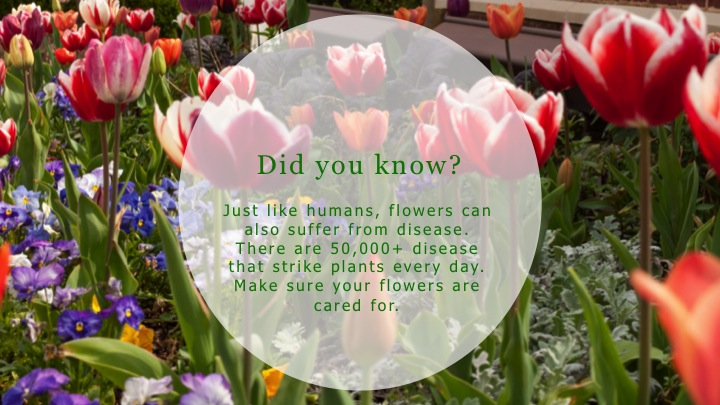 Did you know?
Just like humans, flowers can
also suffer from disease.
There are 50,000+ disease
that strike plants every day.
Make sure your flowers are
cared for.